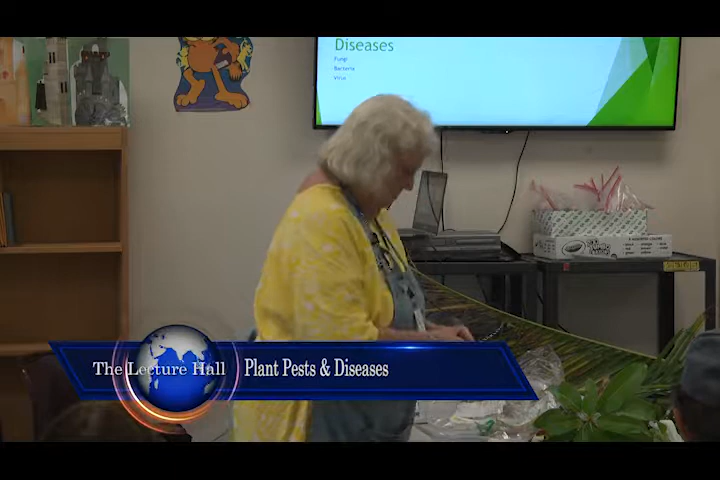 Diseases
Fungi
Bacteria
Virus
The Lecture Hall
Plant Pests & Diseases